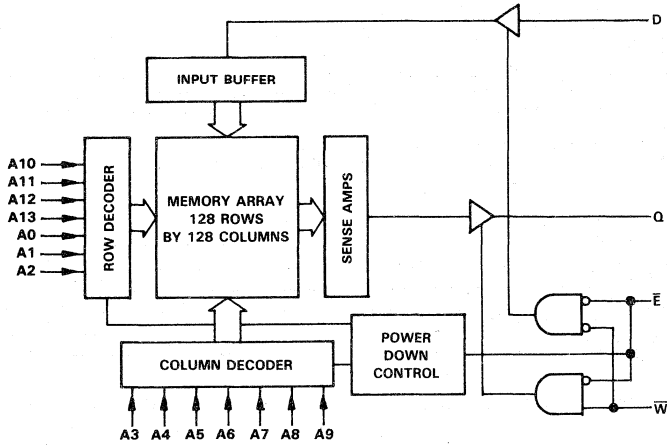 D
INPUT BUFFER
A10
A11
A12
A13
A0
A1
A2
ROW DECODER
MEMORY ARRAY
128 ROWS
BY 128 COLUMNS
SENSE AMPS
Q
E̅
POWER
DOWN
CONTROL
COLUMN DECODER
W̅
A3 A4 A5 A6 A7 A8 A9